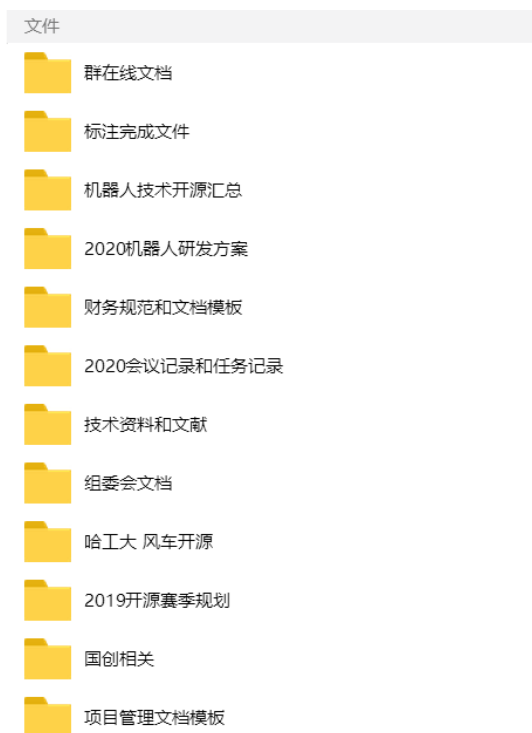 文件
群在线文档
标注完成文件
机器人技术开源汇总
2020机器人研发方案
财务规范和文档模板
2020会议记录和任务记录
技术资料和文献
组委会文档
哈工大 风车开源
2019开源赛季规划
国创相关
项目管理文档模板